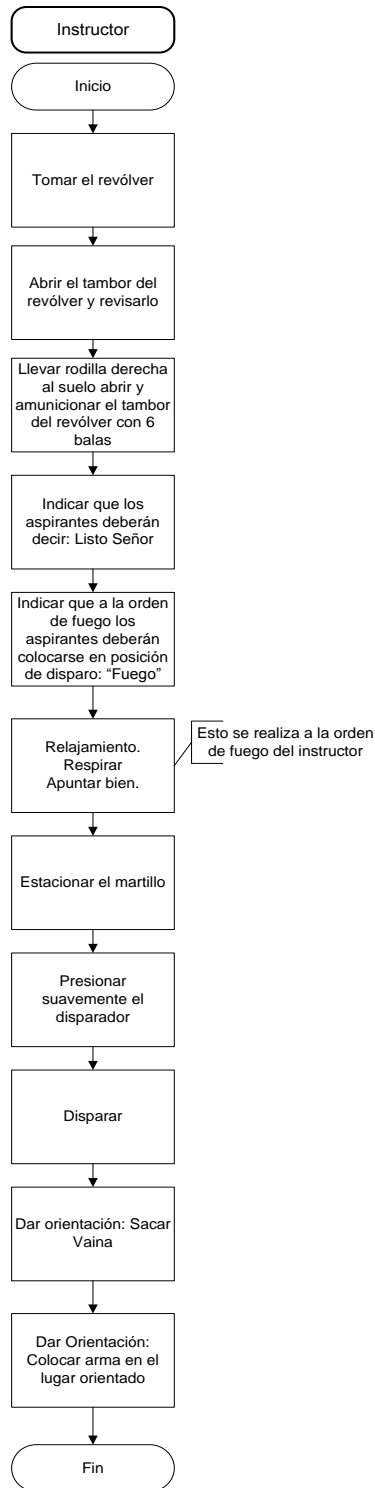 Instructor
Inicio
Tomar el revólver
Abrir el tambor del
revólver y revisarlo
Llevar rodilla derecha
al suelo abrir y
amunicionar el tambor
del revólver con 6
balas
Indicar que los
aspirantes deberán
decir: Listo Señor
Indicar que a la orden
de fuego los
aspirantes deberán
colocarse en posición
de disparo: “Fuego”
Relajamiento.
Respirar
Apuntar bien.
Esto se realiza a la orden
de fuego del instructor
Estacionar el martillo
Presionar
suavemente el
disparador
Disparar
Dar orientación: Sacar
Vaina
Dar Orientación:
Colocar arma en el
lugar orientado
Fin